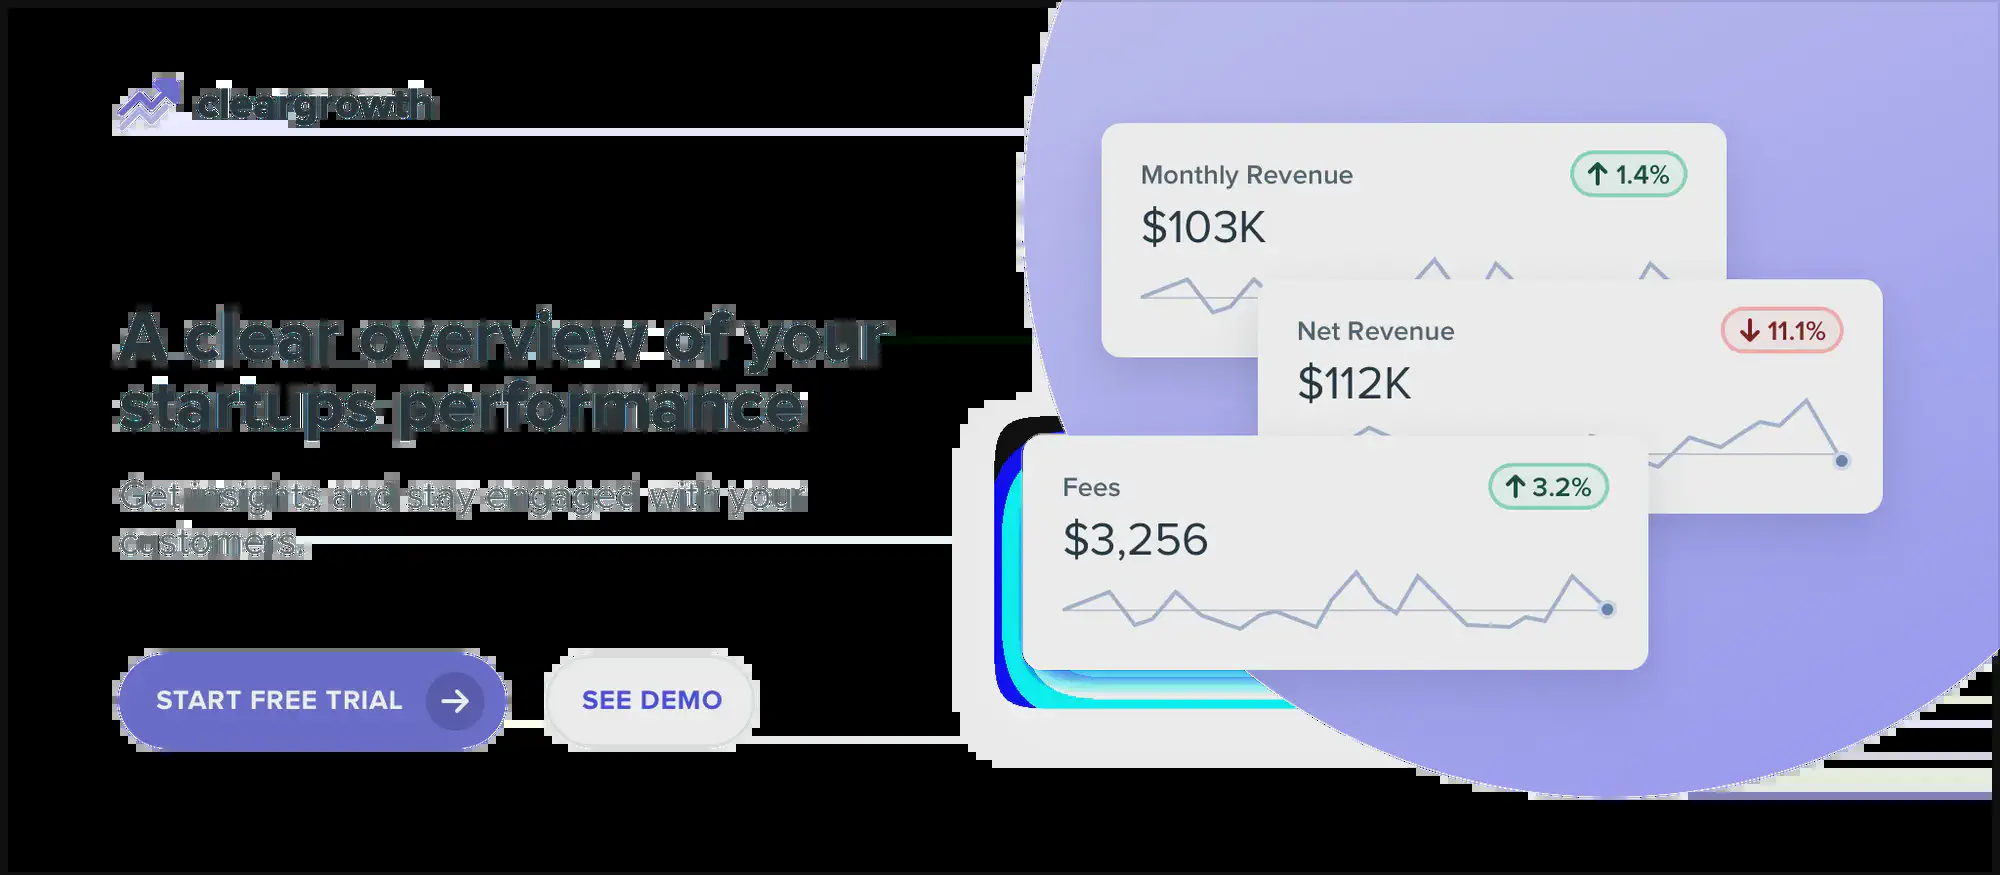 cleargrowth
A clear overview of your
startups performance
Get insights and stay engaged with your
customers.
START FREE TRIAL
SEE DEMO
Monthly Revenue
↑ 1.4%
$103K
Net Revenue
↓ 11.1%
$112K
Fees
↑ 3.2%
$3,256